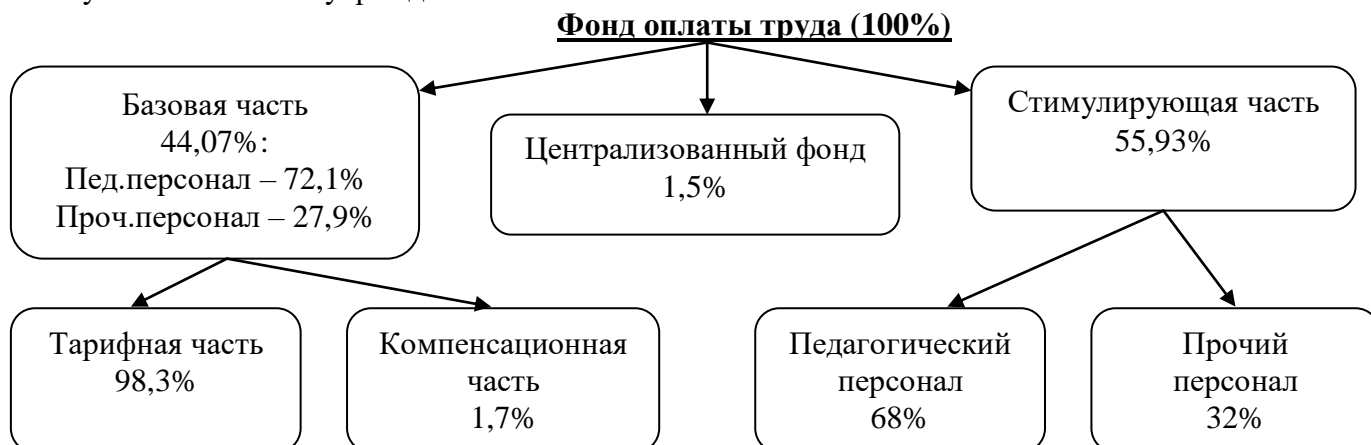 Фонд оплаты труда (100%)
Базовая часть
44,07%:
Пед.персонал – 72,1%
Проч.персонал – 27,9%
Централизованный фонд
1,5%
Стимулирующая часть
55,93%
Тарифная часть
98,3%
Компенсационная
часть
1,7%
Педагогический
персонал
68%
Прочий
персонал
32%